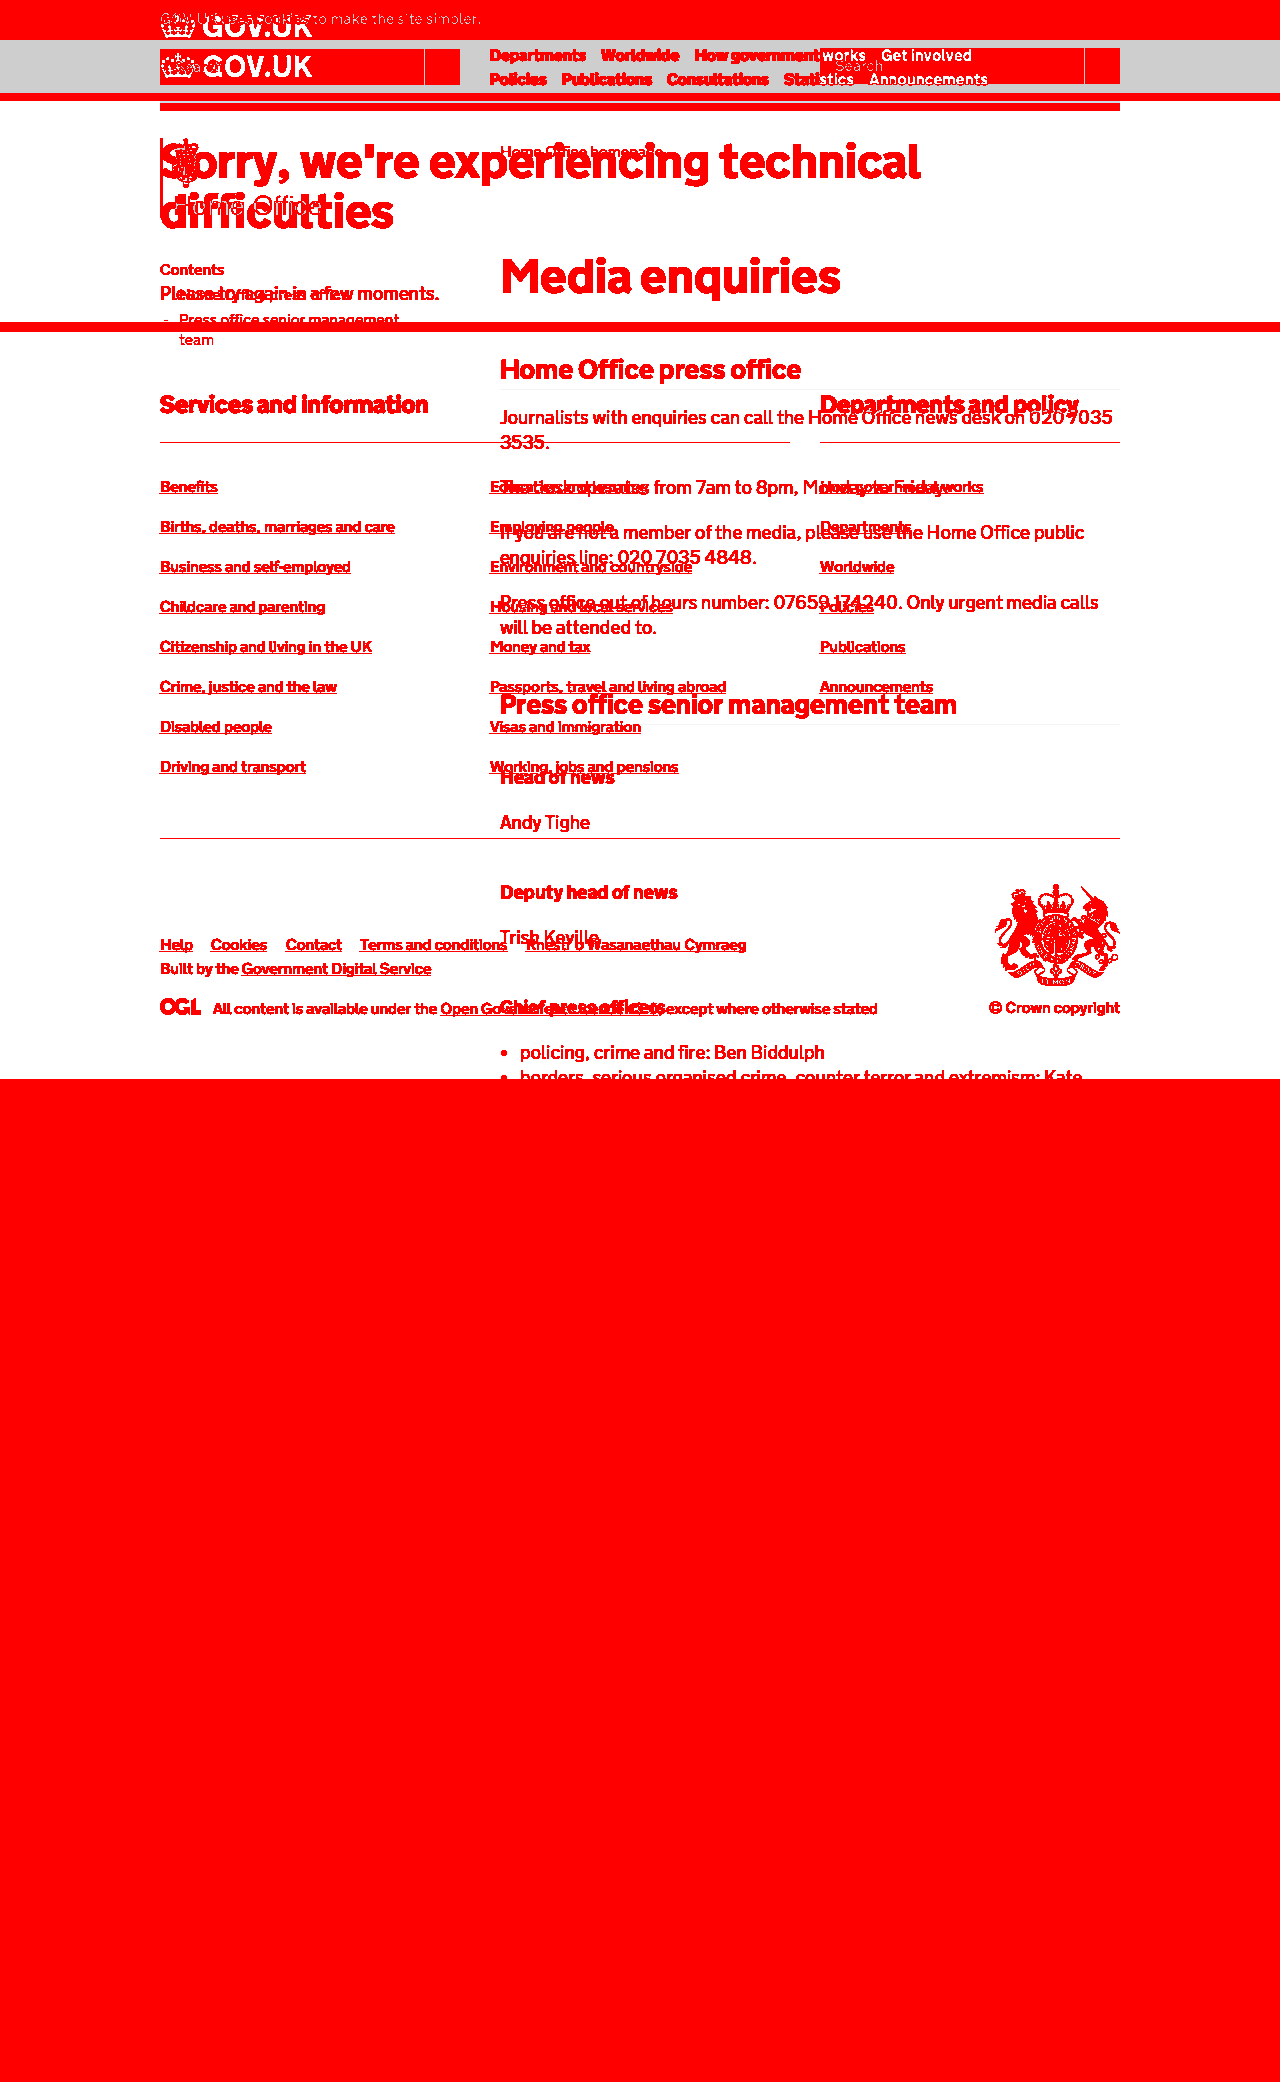 GOV.UK uses cookies to make the site simpler.
GOV.UK
GOV.UK
Search
Departments Worldwide How government works Get involved
Search
Policies Publications Consultations Statistics Announcements
Sorry, we're experiencing technical
difficulties
Home Office homepage
Home Office
Contents
Media enquiries
Please try again in a few moments.
Home Office press office
- Press office senior management
team
Home Office press office
Services and information
Departments and policy
Journalists with enquiries can call the Home Office news desk on 020 7035
3535.
Benefits
Education and learning
The desk operates from 7am to 8pm, Monday to Friday.
How government works
Births, deaths, marriages and care
Employing people
Departments
If you are not a member of the media, please use the Home Office public
enquiries line: 020 7035 4848.
Business and self-employed
Environment and countryside
Worldwide
Childcare and parenting
Housing and local services
Policies
Press office out of hours number: 07659 174240. Only urgent media calls
will be attended to.
Citizenship and living in the UK
Money and tax
Publications
Crime, justice and the law
Passports, travel and living abroad
Announcements
Press office senior management team
Disabled people
Visas and immigration
Driving and transport
Working, jobs and pensions
Head of news
Andy Tighe
Deputy head of news
Trish Keville
Help Cookies Contact Terms and conditions Rhestr o Wasanaethau Cymraeg
Built by the Government Digital Service
Chief press officers
OGL All content is available under the Open Government Licence v3.0, except where otherwise stated
© Crown copyright
• policing, crime and fire: Ben Biddulph
• borders, serious organised crime, counter terror and extremism: Kate